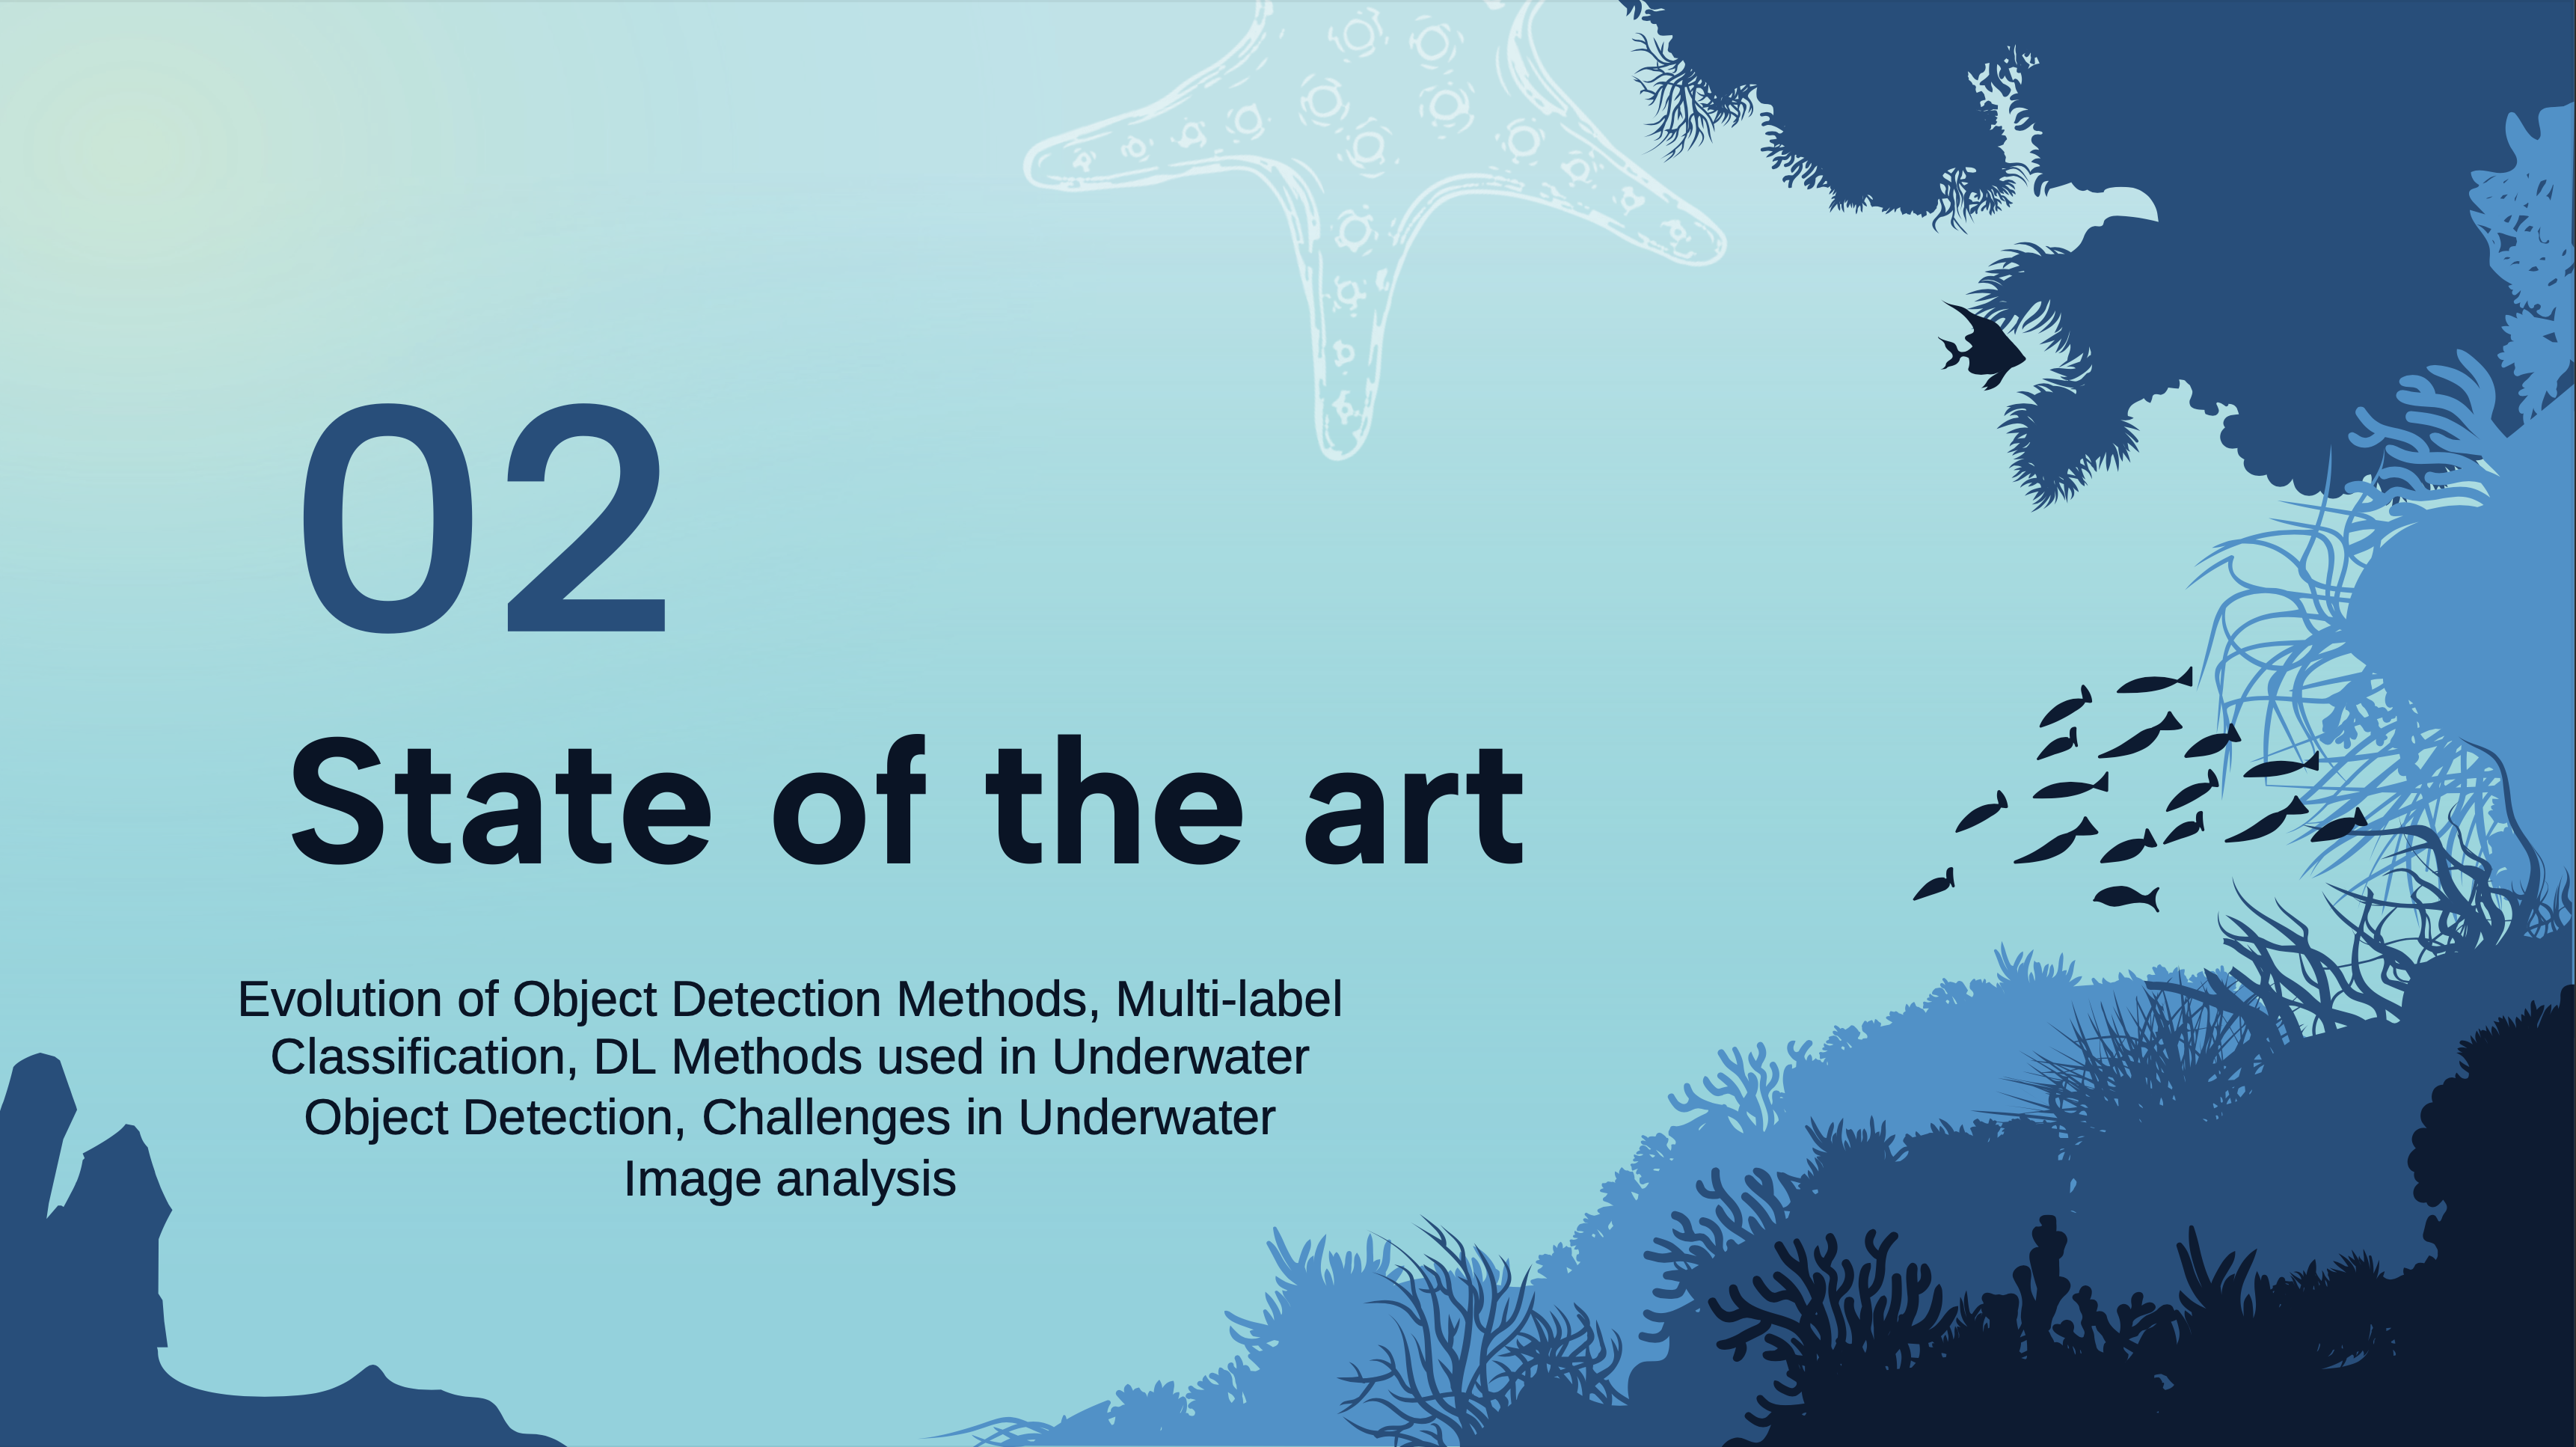 02
State of the art
Evolution of Object Detection Methods, Multi-label
Classification, DL Methods used in Underwater
Object Detection, Challenges in Underwater
Image analysis